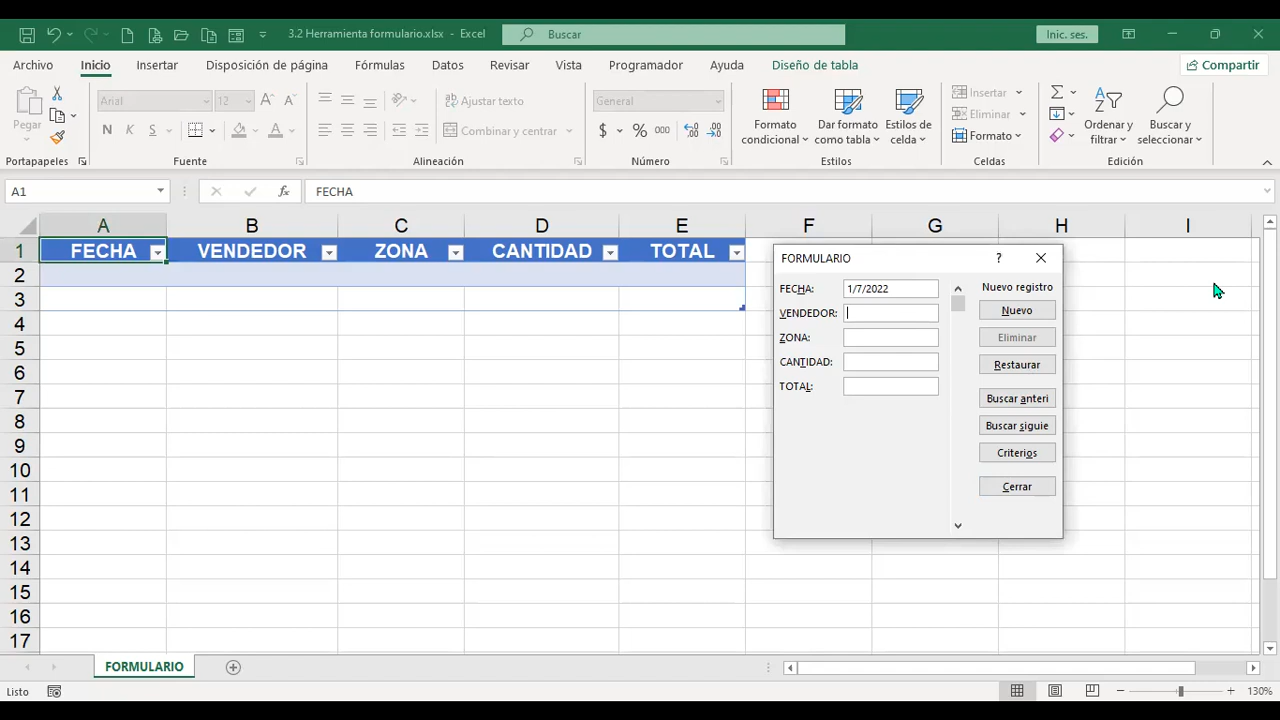 3.2 Herramienta formulario.xlsx - Excel
Buscar
Inic. ses.
Archivo
Inicio
Insertar
Disposición de página
Fórmulas
Datos
Revisar
Vista
Programador
Ayuda
Diseño de tabla
Compartir
Pegar
Portapapeles
Arial
12
N K S
Fuente
Ajustar texto
Combinar y centrar
Alineación
General
$ % 000
Número
Formato condicional
Dar formato como tabla
Estilos de celda
Estilos
Insertar
Eliminar
Formato
Celdas
Ordenar y filtrar
Buscar y seleccionar
Edición
A1
fx
FECHA
A B C D E F G H I
1 FECHA VENDEDOR ZONA CANTIDAD TOTAL
2
3
4
5
6
7
8
9
10
11
12
13
14
15
16
17
FORMULARIO
?
FECHA: 1/7/2022
VENDEDOR:
ZONA:
CANTIDAD:
TOTAL:
Nuevo registro
Nuevo
Eliminar
Restaurar
Buscar anteri
Buscar siguie
Criterios
Cerrar
FORMULARIO
Listo
130%